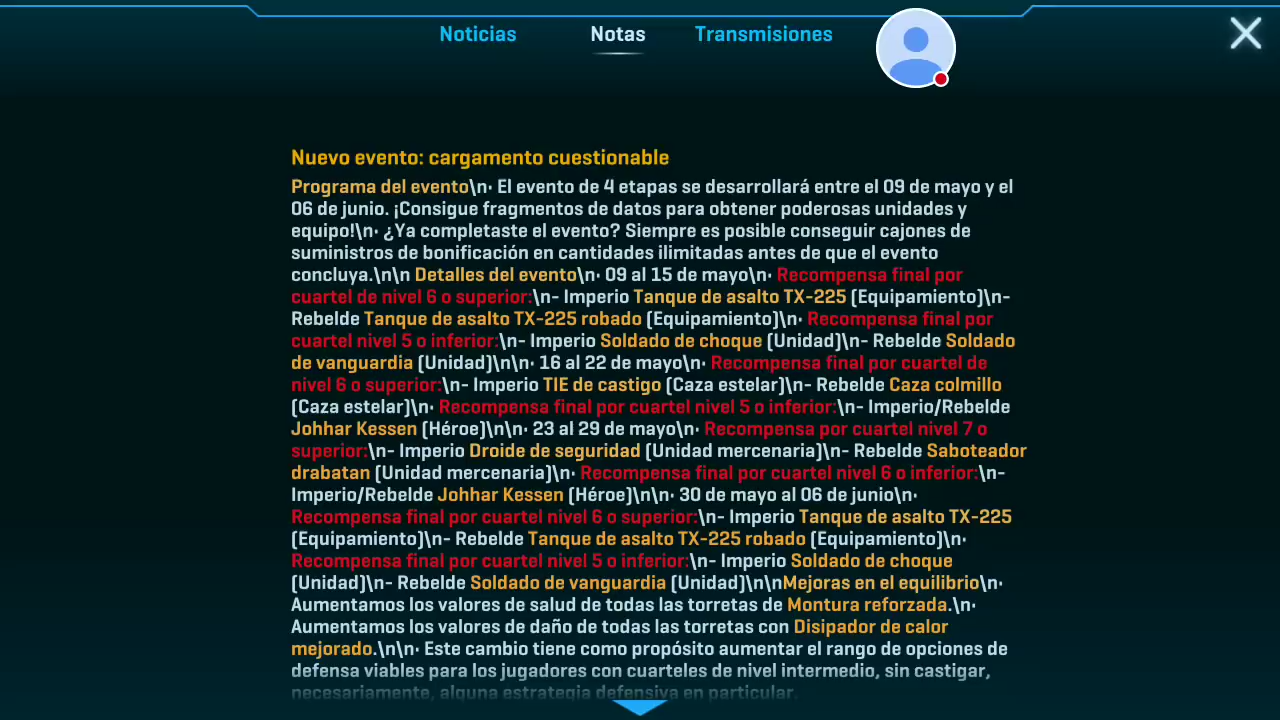 Noticias Notas Transmisiones
Nuevo evento: cargamento cuestionable
Programa del evento\n· El evento de 4 etapas se desarrollará entre el 09 de mayo y el
06 de junio. ¡Consigue fragmentos de datos para obtener poderosas unidades y
equipo!\n· ¿Ya completaste el evento? Siempre es posible conseguir cajones de
suministros de bonificación en cantidades ilimitadas antes de que el evento
concluya.\n\n Detalles del evento\n· 09 al 15 de mayo\n· Recompensa final por
cuartel de nivel 6 o superior:\n- Imperio Tanque de asalto TX-225 (Equipamiento)\n-
Rebelde Tanque de asalto TX-225 robado (Equipamiento)\n· Recompensa final por
cuartel nivel 5 o inferior:\n- Imperio Soldado de choque (Unidad)\n- Rebelde Soldado
de vanguardia (Unidad)\n\n· 16 al 22 de mayo\n· Recompensa final por cuartel de
nivel 6 o superior:\n- Imperio TIE de castigo (Caza estelar)\n- Rebelde Caza colmillo
(Caza estelar)\n· Recompensa final por cuartel nivel 5 o inferior:\n- Imperio/Rebelde
Johhar Kessen (Héroe)\n\n· 23 al 29 de mayo\n· Recompensa por cuartel nivel 7 o
superior:\n- Imperio Droide de seguridad (Unidad mercenaria)\n- Rebelde Saboteador
drabatan (Unidad mercenaria)\n· Recompensa final por cuartel nivel 6 o inferior:\n-
Imperio/Rebelde Johhar Kessen (Héroe)\n\n· 30 de mayo al 06 de junio\n·
Recompensa final por cuartel nivel 6 o superior:\n- Imperio Tanque de asalto TX-225
(Equipamiento)\n- Rebelde Tanque de asalto TX-225 robado (Equipamiento)\n·
Recompensa final por cuartel nivel 5 o inferior:\n- Imperio Soldado de choque
(Unidad)\n- Rebelde Soldado de vanguardia (Unidad)\n\nMejoras en el equilibrio\n·
Aumentamos los valores de salud de todas las torretas de Montura reforzada.\n·
Aumentamos los valores de daño de todas las torretas con Disipador de calor
mejorado.\n\n· Este cambio tiene como propósito aumentar el rango de opciones de
defensa viables para los jugadores con cuarteles de nivel intermedio, sin castigar,
necesariamente, alguna estrategia defensiva en particular.